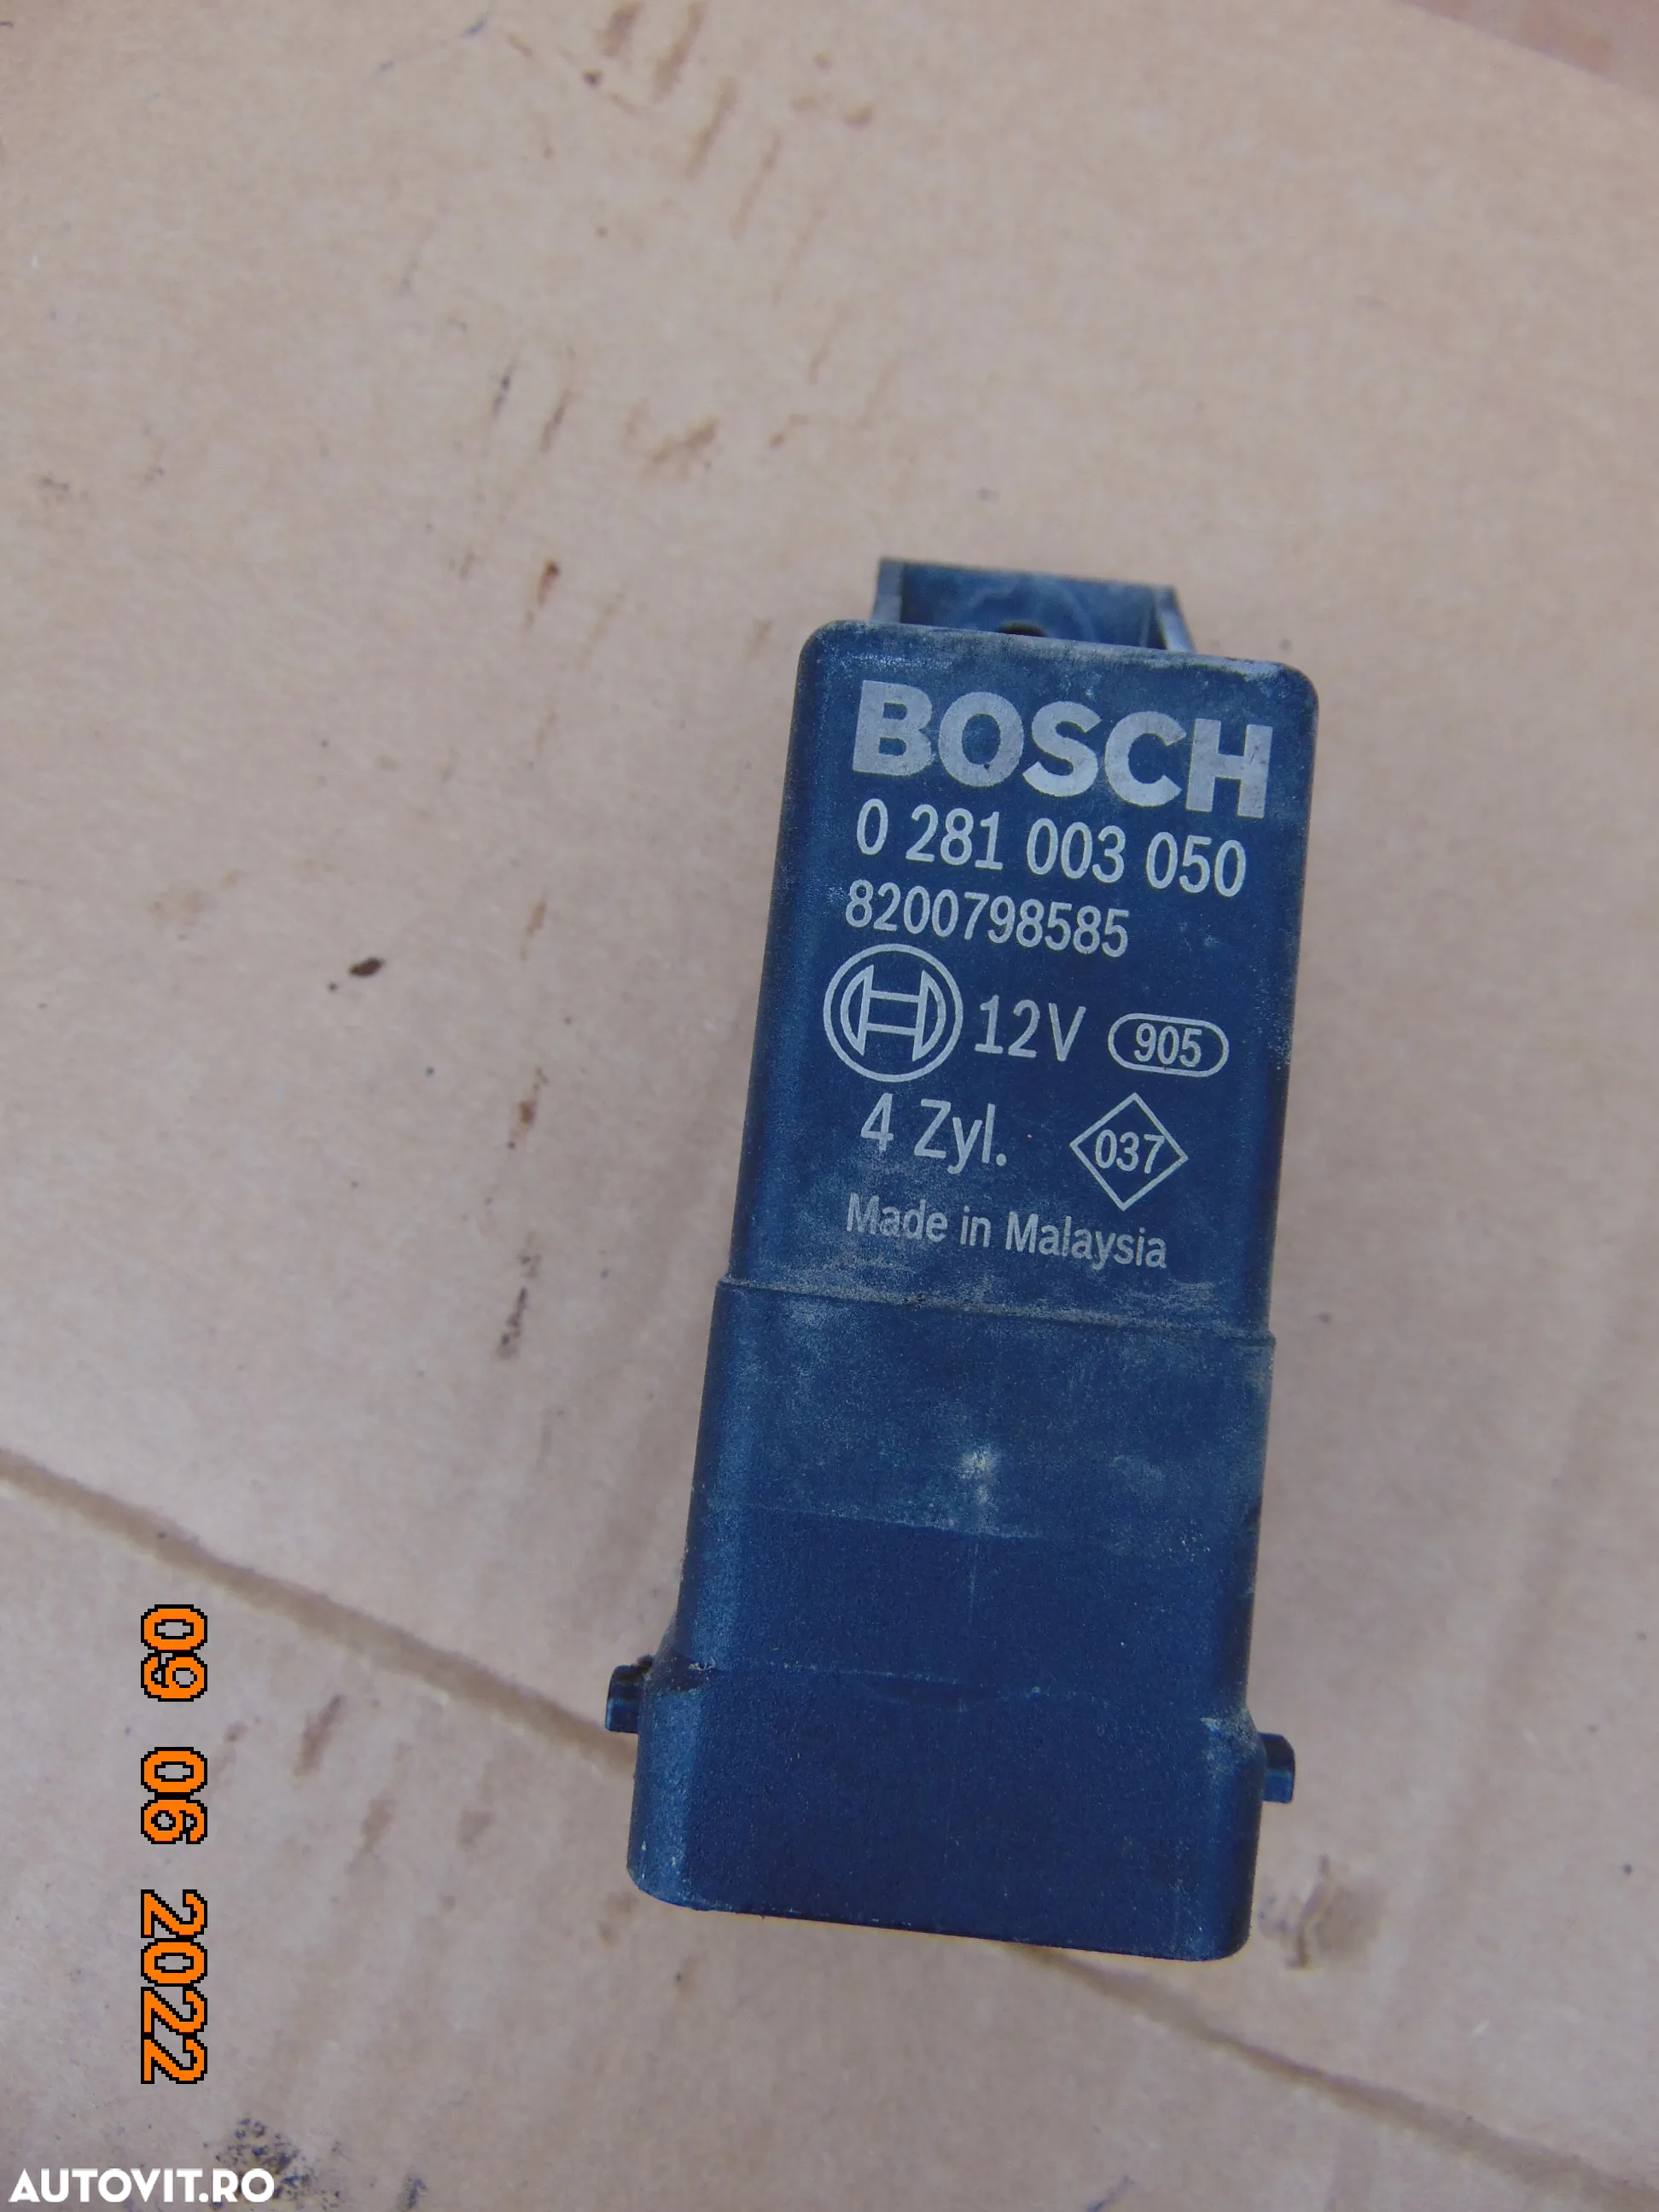 BOSCH
0 281 003 050
8200798585
12V 905
4 Zyl. 037
Made in Malaysia
09 06 2022
AUTOVIT.RO